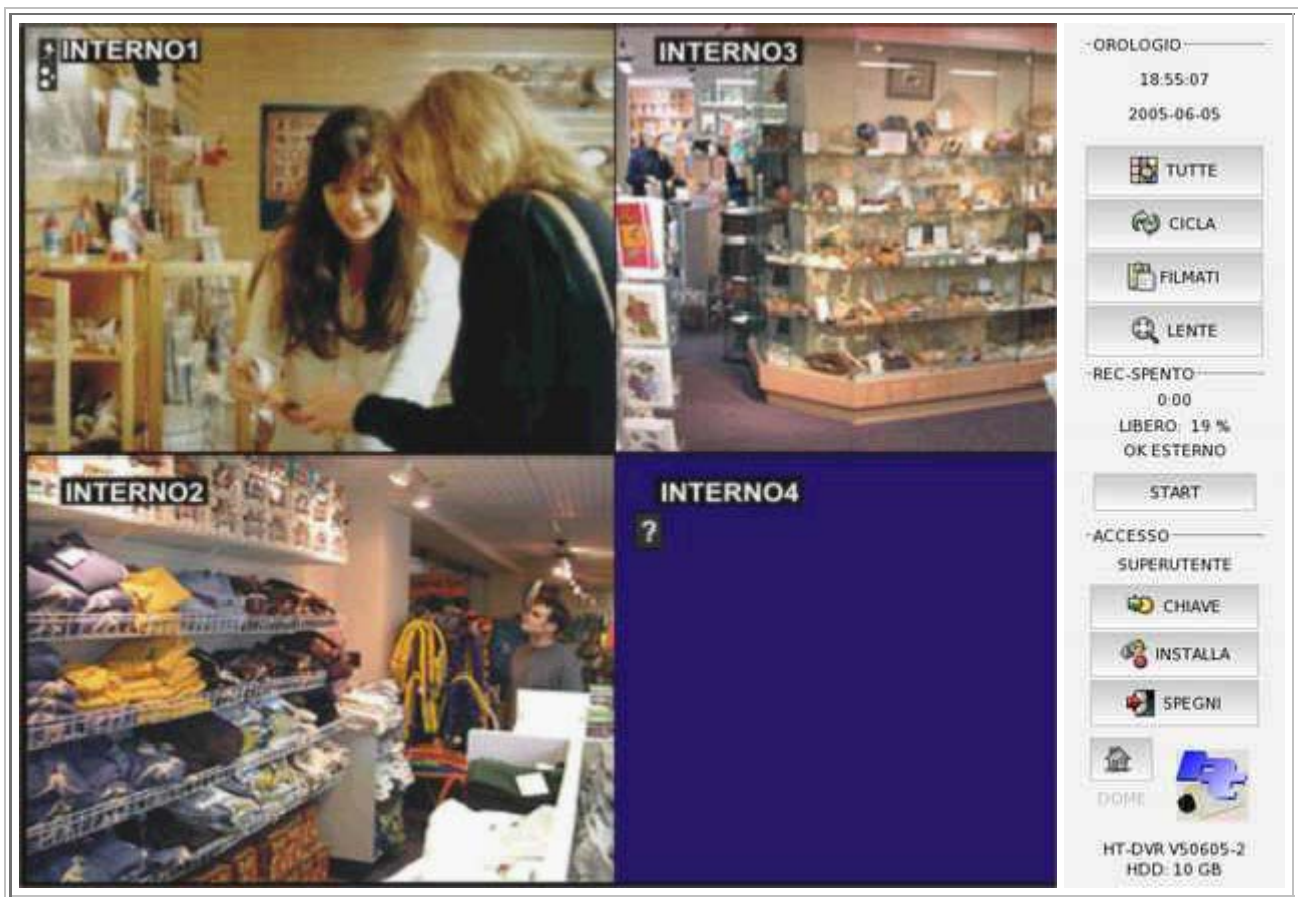 INTERNO1
INTERNO3
INTERNO2
INTERNO4
?
OROLOGIO
18:55:07
2005-06-05
TUTTE
CICLA
FILMATI
LENTE
REC-SPENTO
0:00
LIBERO: 19 %
OK ESTERNO
START
ACCESSO
SUPERUTENTE
CHIAVE
INSTALLA
SPEGNI
DOME
HT-DVR V50605-2
HDD: 10 GB